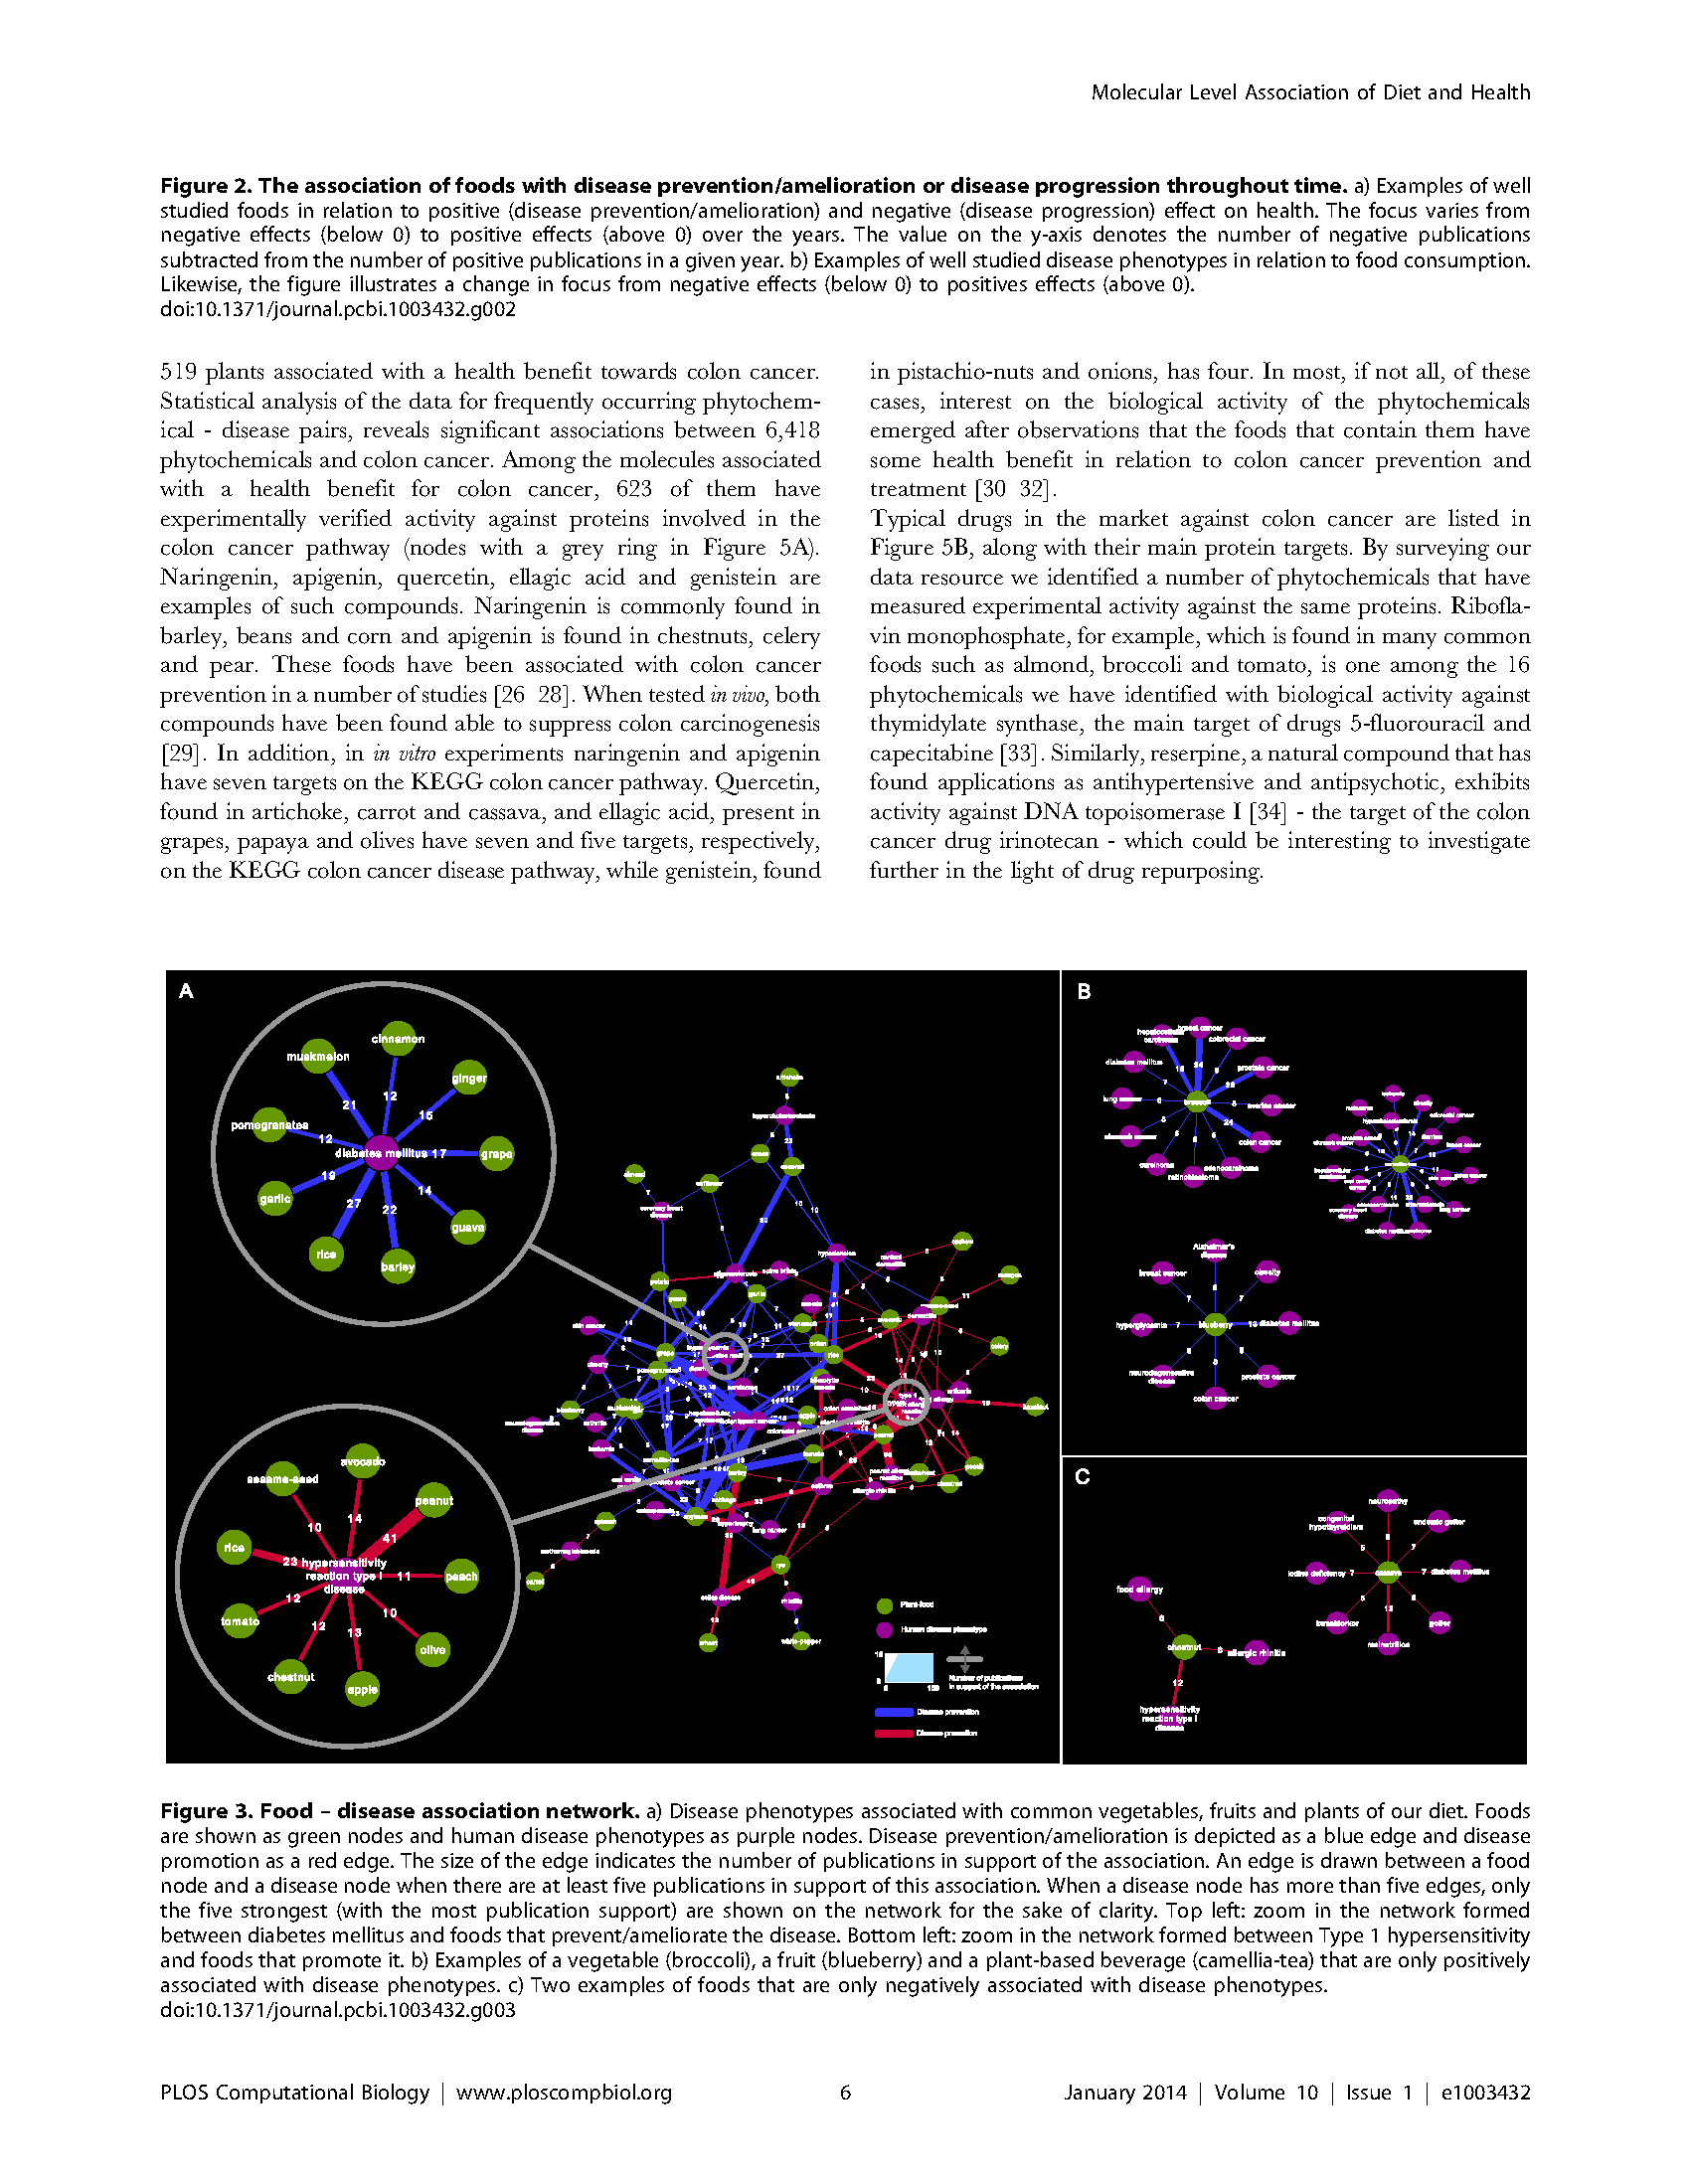 Molecular Level Association of Diet and Health
Figure 2. The association of foods with disease prevention/amelioration or disease progression throughout time. a) Examples of well
studied foods in relation to positive (disease prevention/amelioration) and negative (disease progression) effect on health. The focus varies from
negative effects (below 0) to positive effects (above 0) over the years. The value on the y-axis denotes the number of negative publications
subtracted from the number of positive publications in a given year. b) Examples of well studied disease phenotypes in relation to food consumption.
Likewise, the figure illustrates a change in focus from negative effects (below 0) to positives effects (above 0).
doi:10.1371/journal.pcbi.1003432.g002
519 plants associated with a health benefit towards colon cancer.
Statistical analysis of the data for frequently occurring phytochem-
ical - disease pairs, reveals significant associations between 6,418
phytochemicals and colon cancer. Among the molecules associated
with a health benefit for colon cancer, 623 of them have
experimentally verified activity against proteins involved in the
colon cancer pathway (nodes with a grey ring in Figure 5A).
Naringenin, apigenin, quercetin, ellagic acid and genistein are
examples of such compounds. Naringenin is commonly found in
barley, beans and corn and apigenin is found in chestnuts, celery
and pear. These foods have been associated with colon cancer
prevention in a number of studies [26 28]. When tested in vivo, both
compounds have been found able to suppress colon carcinogenesis
[29]. In addition, in in vitro experiments naringenin and apigenin
have seven targets on the KEGG colon cancer pathway. Quercetin,
found in artichoke, carrot and cassava, and ellagic acid, present in
grapes, papaya and olives have seven and five targets, respectively,
on the KEGG colon cancer disease pathway, while genistein, found
in pistachio-nuts and onions, has four. In most, if not all, of these
cases, interest on the biological activity of the phytochemicals
emerged after observations that the foods that contain them have
some health benefit in relation to colon cancer prevention and
treatment [30 32].
Typical drugs in the market against colon cancer are listed in
Figure 5B, along with their main protein targets. By surveying our
data resource we identified a number of phytochemicals that have
measured experimental activity against the same proteins. Ribofla-
vin monophosphate, for example, which is found in many common
foods such as almond, broccoli and tomato, is one among the 16
phytochemicals we have identified with biological activity against
thymidylate synthase, the main target of drugs 5-fluorouracil and
capecitabine [33]. Similarly, reserpine, a natural compound that has
found applications as antihypertensive and antipsychotic, exhibits
activity against DNA topoisomerase I [34] - the target of the colon
cancer drug irinotecan - which could be interesting to investigate
further in the light of drug repurposing.
A
cinnamon
muskmelon
ginger
12
21
15
pomegranates
12
diabetes mellitus 17
grape
19
garlic
14
27
22
guava
rice
barley
avocado
sesame-seed
peanut
14
10
41
rice
23 hypersensitivity
reaction type I
disease
11
peach
12
10
tomato
12
13
olive
chestnut
apple
Plant-food
Human disease phenotype
Number of publications
in support of the association
Disease prevention
Disease promotion
B
breast cancer
colorectal cancer
diabetes mellitus
prostate cancer
broccoli
lung cancer
colon cancer
carcinoma
adenocarcinoma
retinoblastoma
Alzheimer's
disease
breast cancer
obesity
hyperglycemia 7
blueberry
13 diabetes mellitus
neurodegenerative
disease
prostate cancer
colon cancer
C
neuropathy
congenital
hypothyroidism
endemic goiter
iodine deficiency 7
cassava
7 diabetes mellitus
kwashiorkor
goiter
malnutrition
food allergy
chestnut
allergic rhinitis
12
hypersensitivity
reaction type I
disease
Figure 3. Food – disease association network. a) Disease phenotypes associated with common vegetables, fruits and plants of our diet. Foods
are shown as green nodes and human disease phenotypes as purple nodes. Disease prevention/amelioration is depicted as a blue edge and disease
promotion as a red edge. The size of the edge indicates the number of publications in support of the association. An edge is drawn between a food
node and a disease node when there are at least five publications in support of this association. When a disease node has more than five edges, only
the five strongest (with the most publication support) are shown on the network for the sake of clarity. Top left: zoom in the network formed
between diabetes mellitus and foods that prevent/ameliorate the disease. Bottom left: zoom in the network formed between Type 1 hypersensitivity
and foods that promote it. b) Examples of a vegetable (broccoli), a fruit (blueberry) and a plant-based beverage (camellia-tea) that are only positively
associated with disease phenotypes. c) Two examples of foods that are only negatively associated with disease phenotypes.
doi:10.1371/journal.pcbi.1003432.g003
PLOS Computational Biology | www.ploscompbiol.org
6
January 2014 | Volume 10 | Issue 1 | e1003432